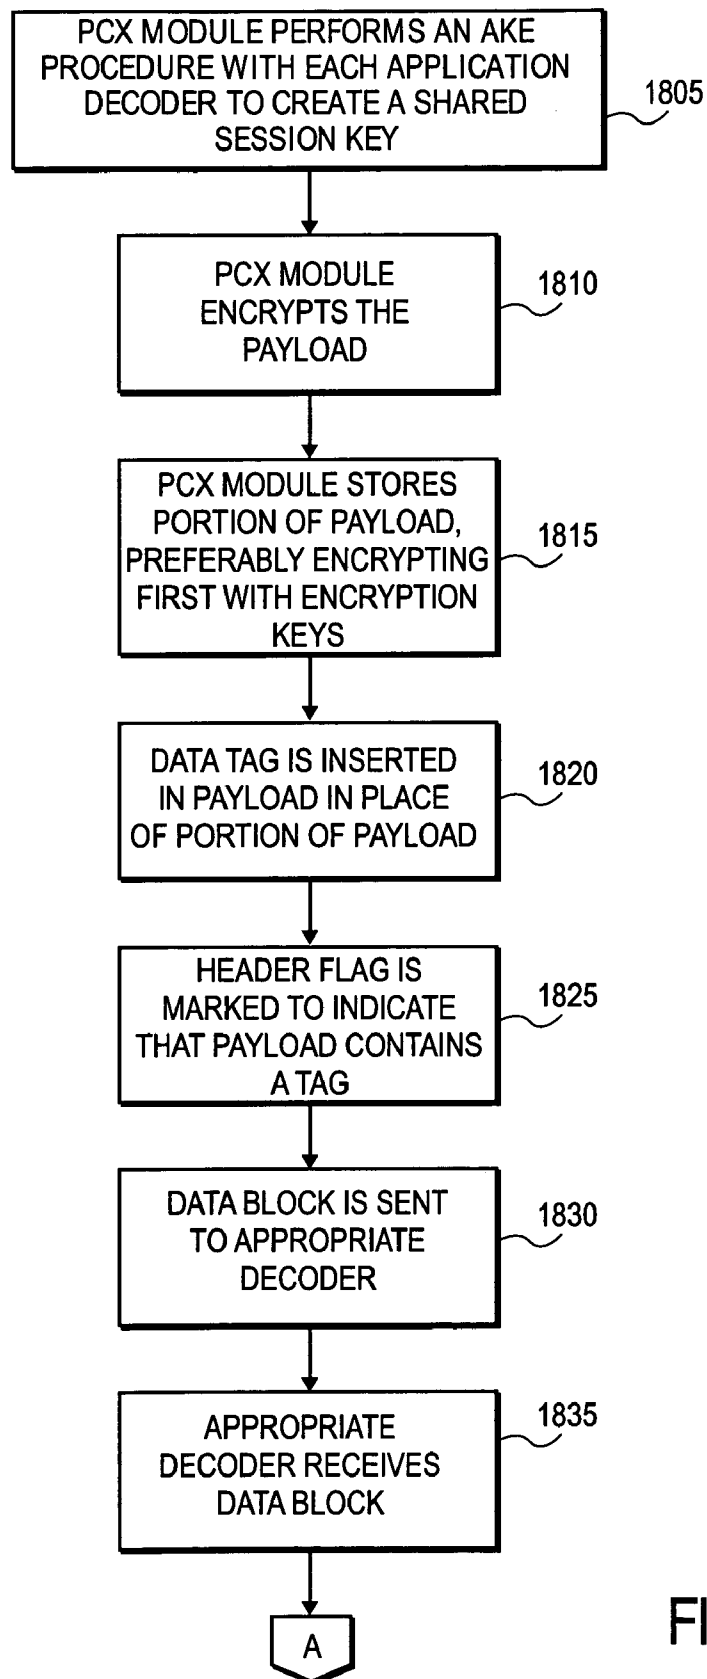 PCX MODULE PERFORMS AN AKE
PROCEDURE WITH EACH APPLICATION
DECODER TO CREATE A SHARED
SESSION KEY
1805
PCX MODULE
ENCRYPTS THE
PAYLOAD
1810
PCX MODULE STORES
PORTION OF PAYLOAD,
PREFERABLY ENCRYPTING
FIRST WITH ENCRYPTION
KEYS
1815
DATA TAG IS INSERTED
IN PAYLOAD IN PLACE
OF PORTION OF PAYLOAD
1820
HEADER FLAG IS
MARKED TO INDICATE
THAT PAYLOAD CONTAINS
A TAG
1825
DATA BLOCK IS SENT
TO APPROPRIATE
DECODER
1830
APPROPRIATE
DECODER RECEIVES
DATA BLOCK
1835
A
FI